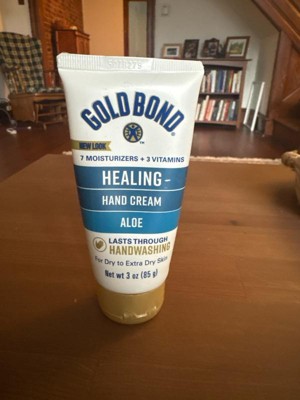 GOLD BOND
NEW LOOK
7 MOISTURIZERS + 3 VITAMINS
HEALING
HAND CREAM
ALOE
LASTS THROUGH
HANDWASHING
For Dry to Extra Dry Skin
Net wt 3 oz (85 g)